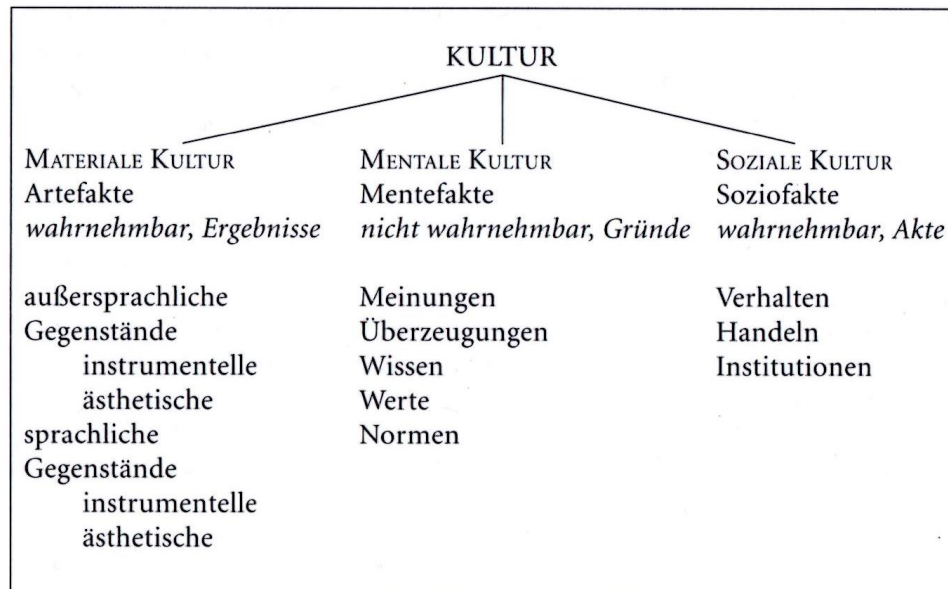 KULTUR
MATERIALE KULTUR
Artefakte
wahrnehmbar, Ergebnisse
außersprachliche
Gegenstände
instrumentelle
ästhetische
sprachliche
Gegenstände
instrumentelle
ästhetische
MENTALE KULTUR
Mentefakte
nicht wahrnehmbar, Gründe
Meinungen
Überzeugungen
Wissen
Werte
Normen
SOZIALE KULTUR
Soziofakte
wahrnehmbar, Akte
Verhalten
Handeln
Institutionen